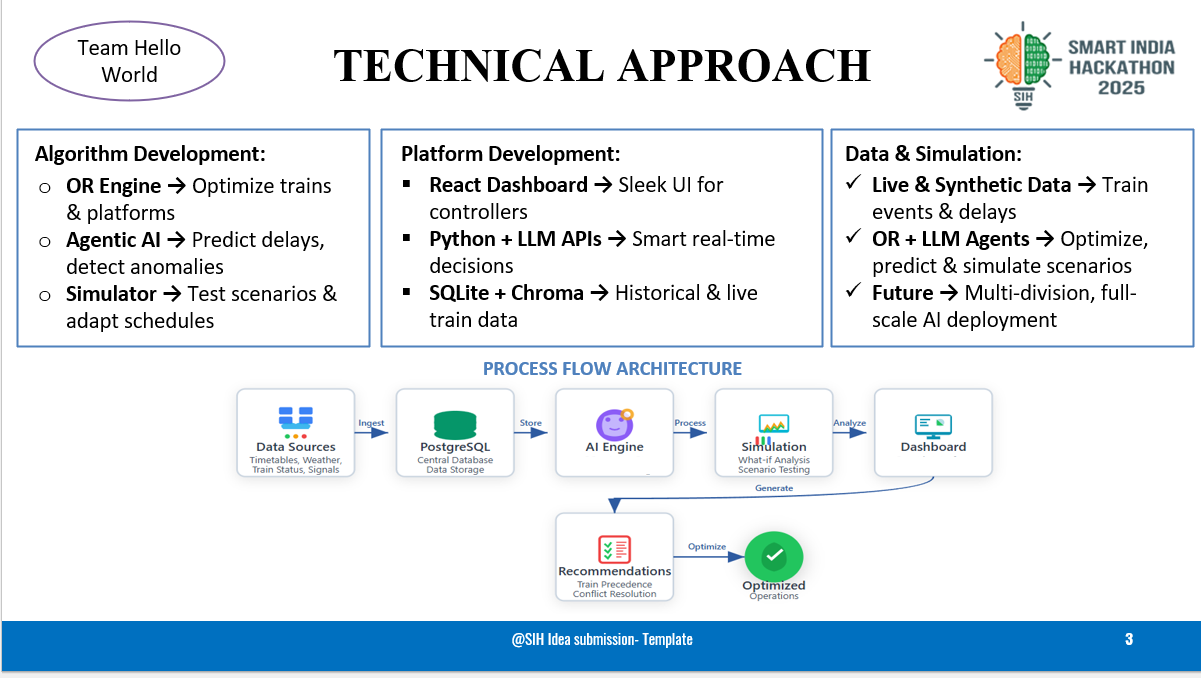 Team Hello
World
TECHNICAL APPROACH
SMART INDIA
HACKATHON
2025
SIH
Algorithm Development:
o OR Engine → Optimize trains
& platforms
o Agentic AI → Predict delays,
detect anomalies
o Simulator → Test scenarios &
adapt schedules
Platform Development:
▪ React Dashboard → Sleek UI for
controllers
▪ Python + LLM APIs → Smart real-time
decisions
▪ SQLite + Chroma → Historical & live
train data
Data & Simulation:
✓ Live & Synthetic Data → Train
events & delays
✓ OR + LLM Agents → Optimize,
predict & simulate scenarios
✓ Future → Multi-division, full-
scale AI deployment
PROCESS FLOW ARCHITECTURE
Data Sources
Timetables, Weather,
Train Status, Signals
Ingest
PostgreSQL
Central Database
Data Storage
Store
AI Engine
Process
Simulation
What-if Analysis
Scenario Testing
Analyze
Dashboard
Generate
Recommendations
Train Precedence
Conflict Resolution
Optimize
Optimized
Operations
@SIH Idea submission- Template
3